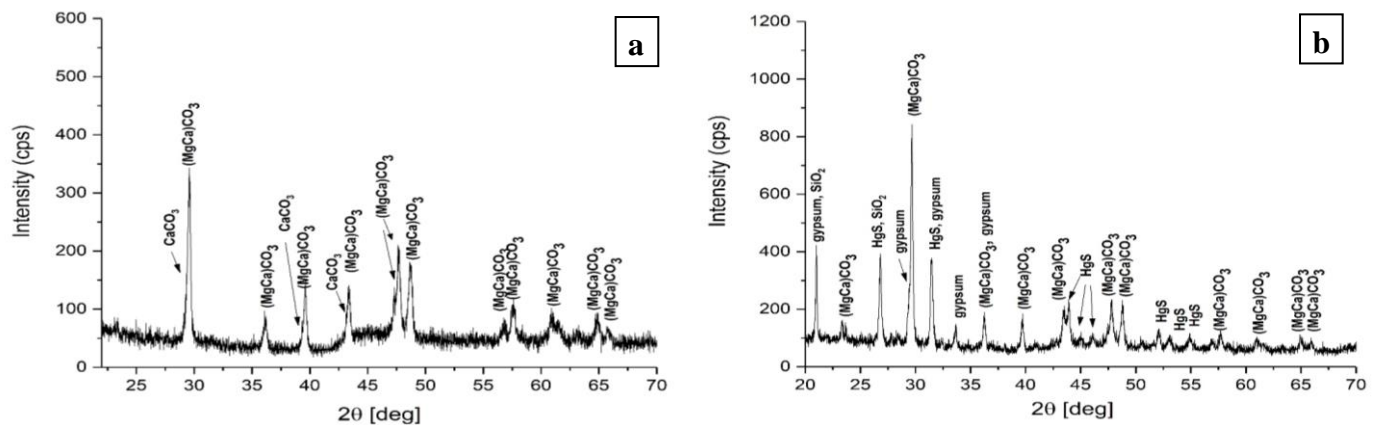 a
Intensity (cps)
600
500
400
300
200
100
0
CaCO3
(MgCa)CO3
(MgCa)CO3
CaCO3
(MgCa)CO3
CaCO3
(MgCa)CO3
(MgCa)CO3
(MgCa)CO3
(MgCa)CO3
(MgCa)CO3
(MgCa)CO3
(MgCa)CO3
(MgCa)CO3
25 30 35 40 45 50 55 60 65 70
2θ [deg]
b
Intensity (cps)
1200
1000
800
600
400
200
0
gypsum, SiO2
(MgCa)CO3
HgS, SiO2
gypsum
(MgCa)CO3
HgS, gypsum
gypsum
(MgCa)CO3, gypsum
(MgCa)CO3
(MgCa)CO3
HgS
(MgCa)CO3
(MgCa)CO3
HgS
HgS
HgS
(MgCa)CO3
(MgCa)CO3
(MgCa)CO3
(MgCa)CO3
20 25 30 35 40 45 50 55 60 65 70
2θ [deg]